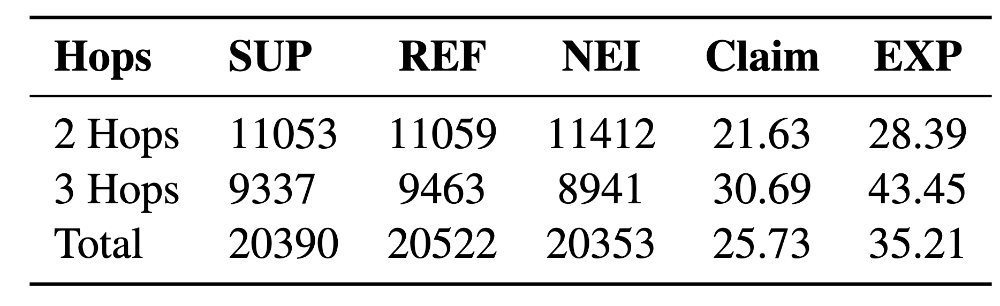 Hops SUP REF NEI Claim EXP
2 Hops 11053 11059 11412 21.63 28.39
3 Hops 9337 9463 8941 30.69 43.45
Total 20390 20522 20353 25.73 35.21